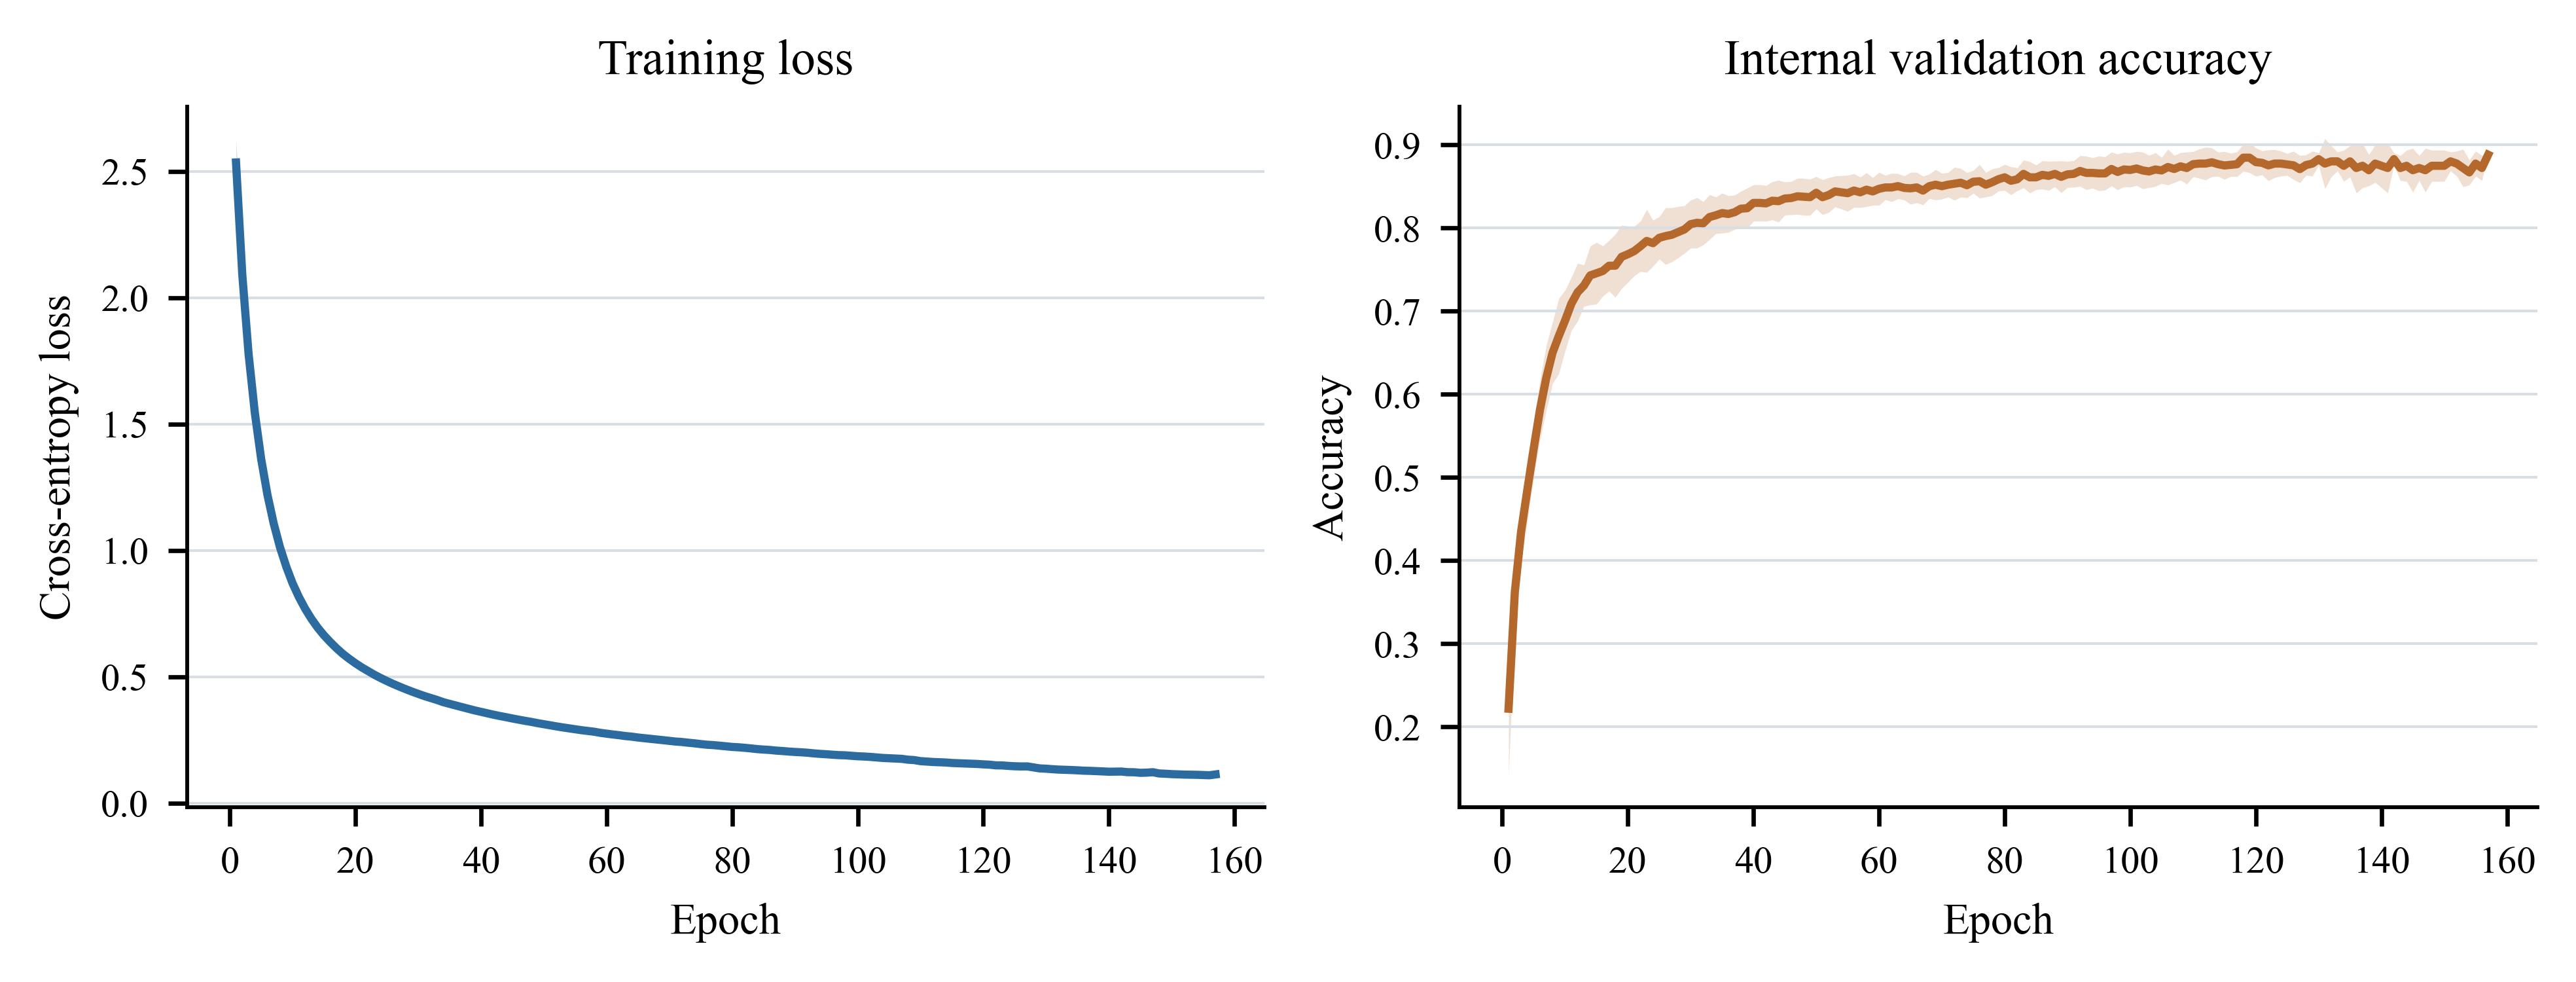 Training loss
Cross-entropy loss
2.5
2.0
1.5
1.0
0.5
0.0
0 20 40 60 80 100 120 140 160
Epoch
Internal validation accuracy
Accuracy
0.9
0.8
0.7
0.6
0.5
0.4
0.3
0.2
0 20 40 60 80 100 120 140 160
Epoch